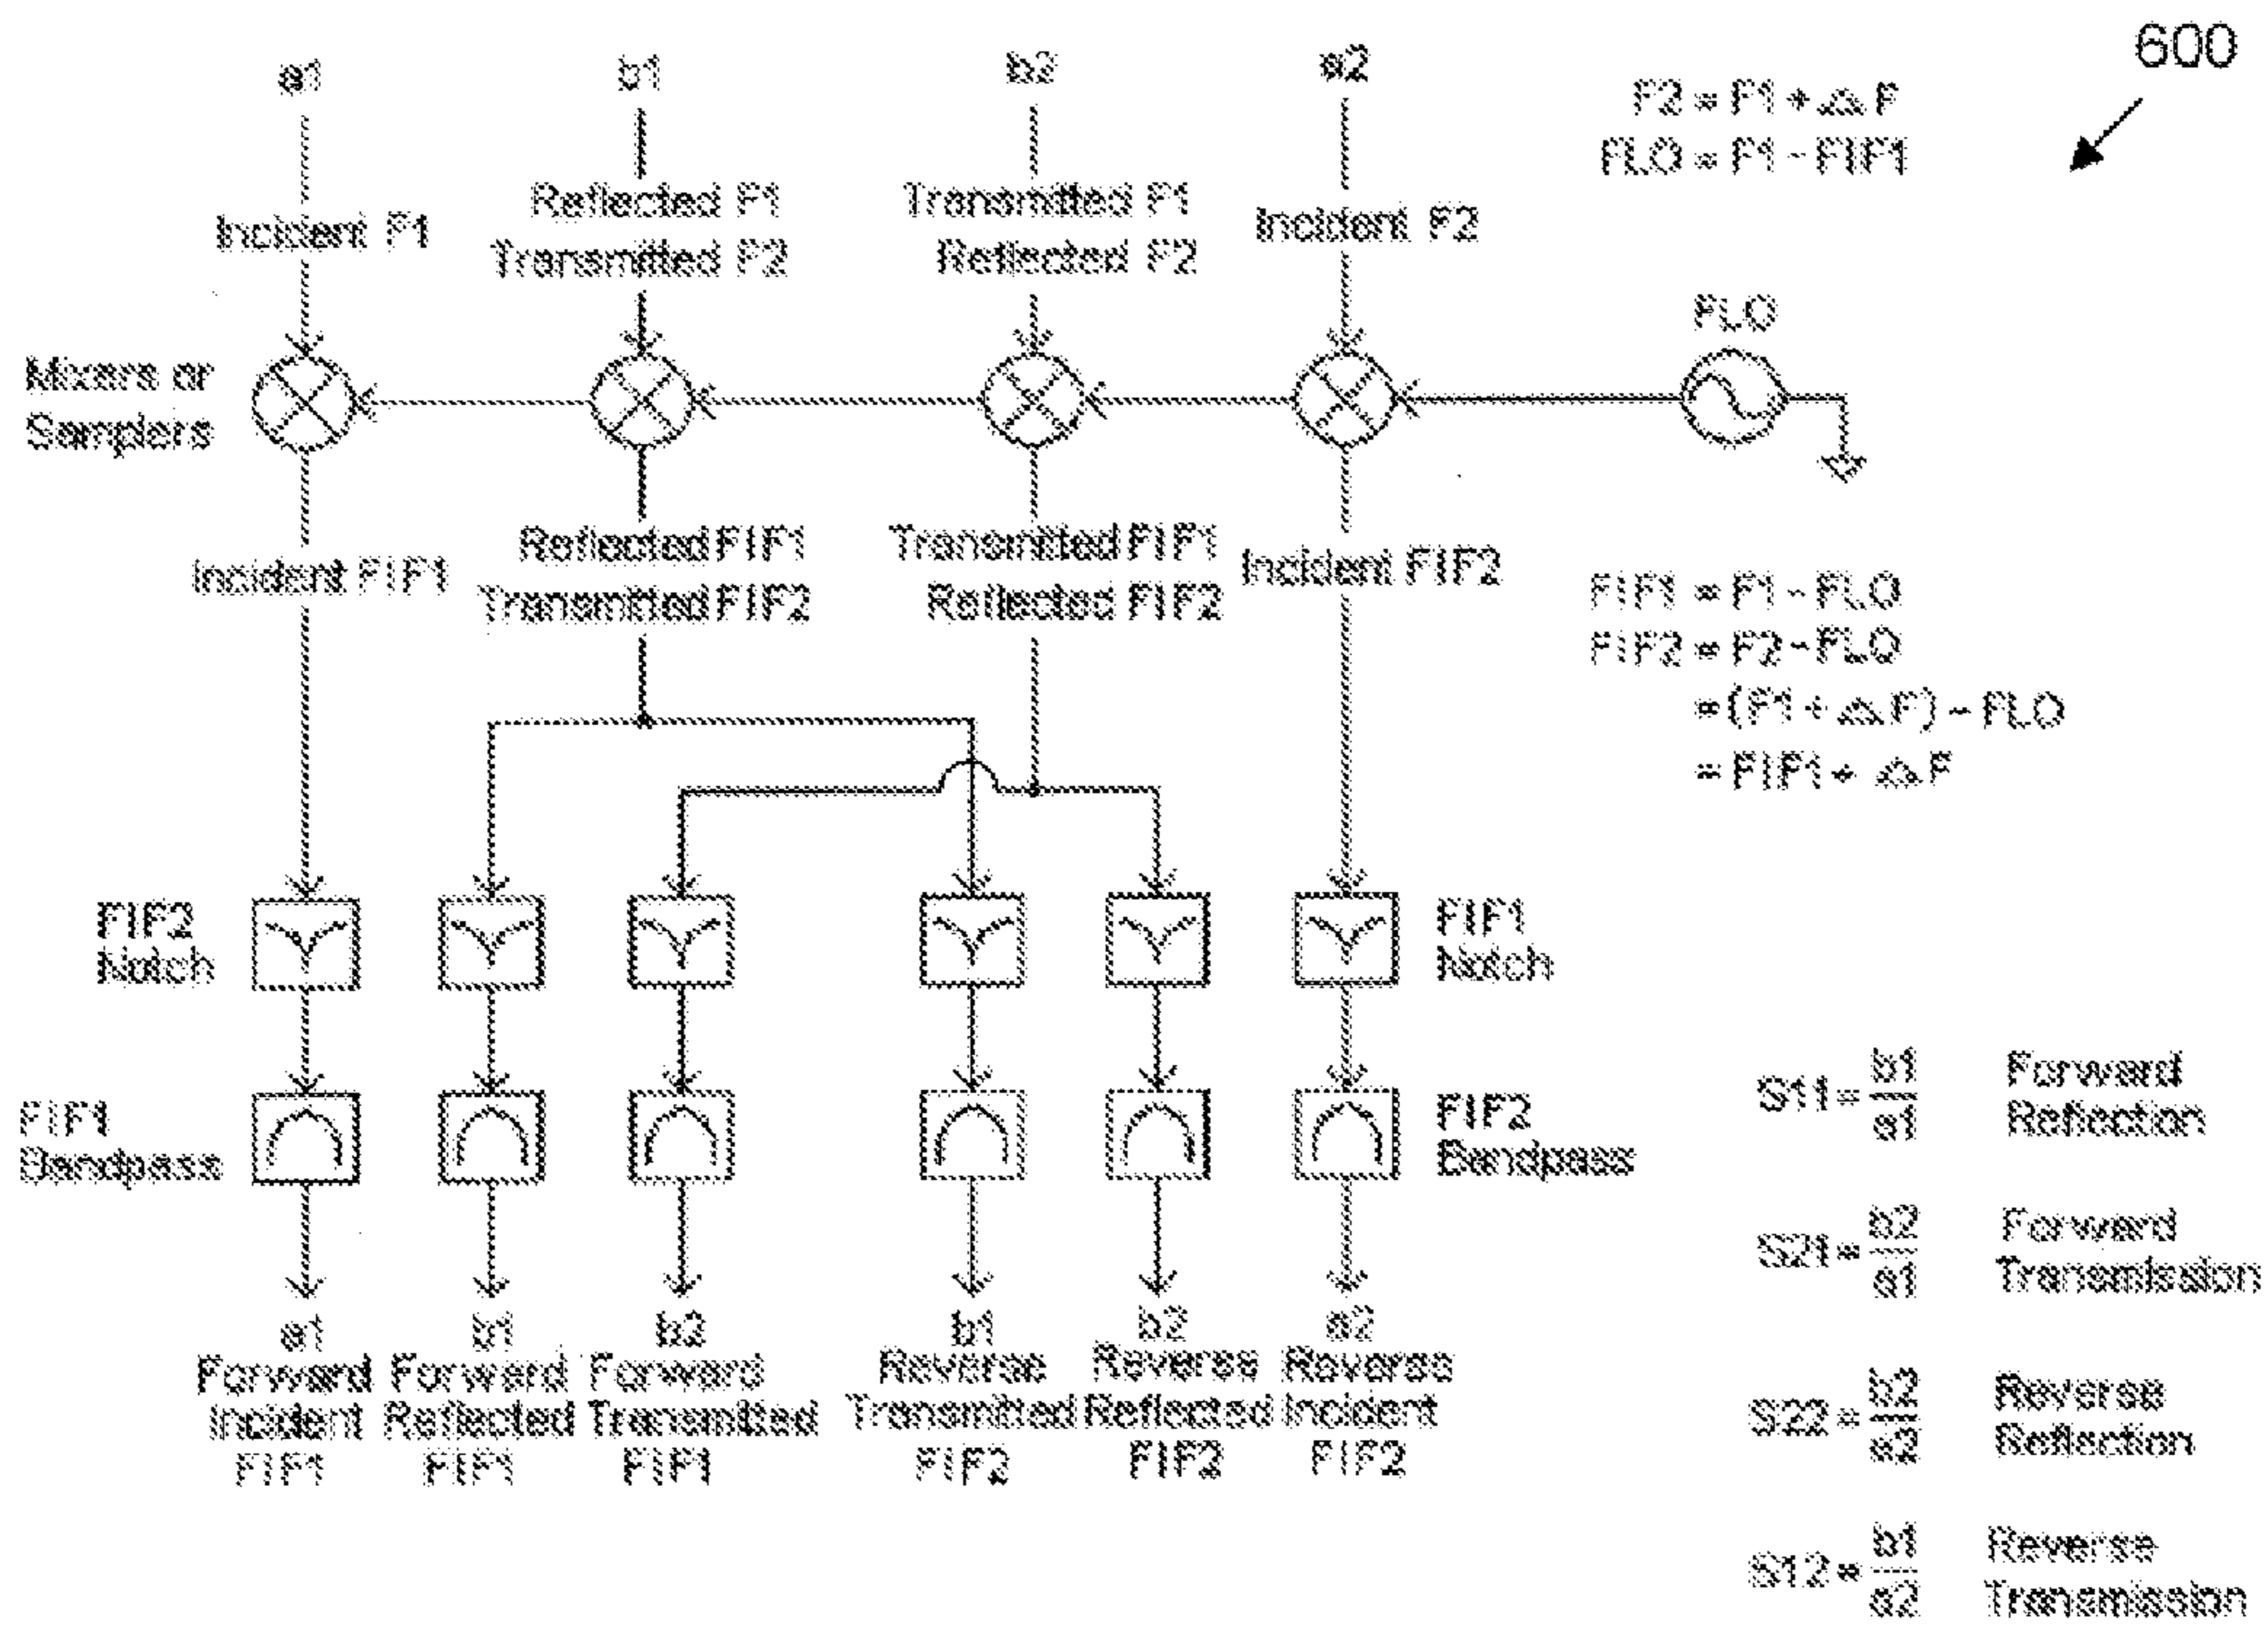 600
a1
b1
b2
a2
F2 = F1 + △F
FLO = F1 - FIF1
Incident F1
Reflected F1
Transmitted F2
Transmitted F1
Reflected F2
Incident F2
FLO
Mixers or
Samplers
Incident FIF1
Reflected FIF1
Transmitted FIF2
Transmitted FIF1
Reflected FIF2
Incident FIF2
FIF1 = F1 - FLO
FIF2 = F2 - FLO
= (F1 + △F) - FLO
= FIF1 + △F
FIF2
Notch
FIF1
Notch
FIF1
Bandpass
FIF2
Bandpass
a1
Forward
Incident
FIF1
b1
Forward
Reflected
FIF1
b2
Forward
Transmitted
FIF1
b1
Reverse
Transmitted
FIF2
b2
Reverse
Reflected
FIF2
a2
Reverse
Incident
FIF2
S11 = b1/a1 Forward
Reflection
S21 = b2/a1 Forward
Transmission
S22 = b2/a2 Reverse
Reflection
S12 = b1/a2 Reverse
Transmission